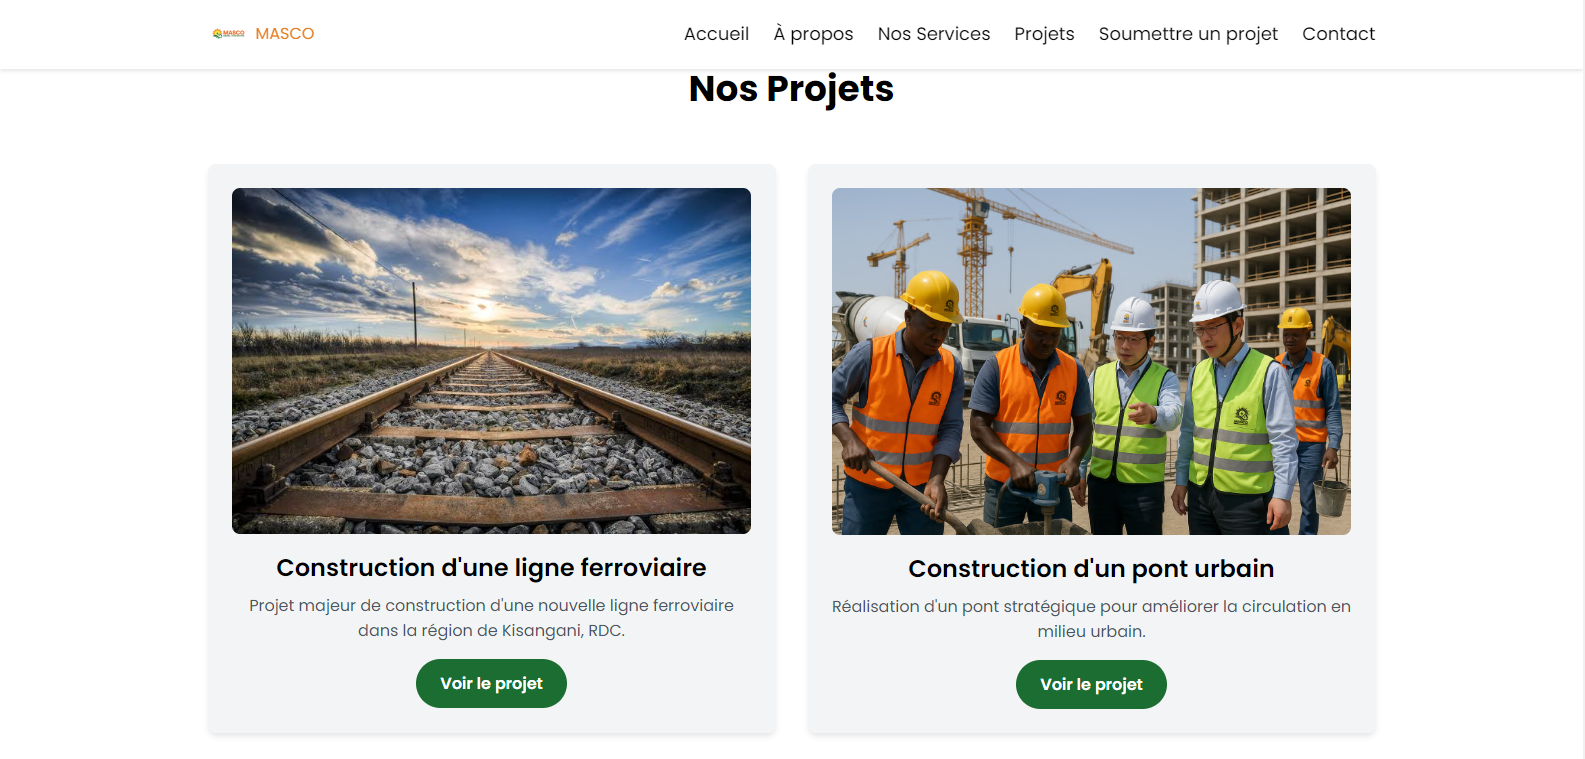 MASCO MASCO Accueil À propos Nos Services Projets Soumettre un projet Contact
Nos Projets
Construction d'une ligne ferroviaire
Projet majeur de construction d'une nouvelle ligne ferroviaire
dans la région de Kisangani, RDC.
Voir le projet
Construction d'un pont urbain
Réalisation d'un pont stratégique pour améliorer la circulation en
milieu urbain.
Voir le projet